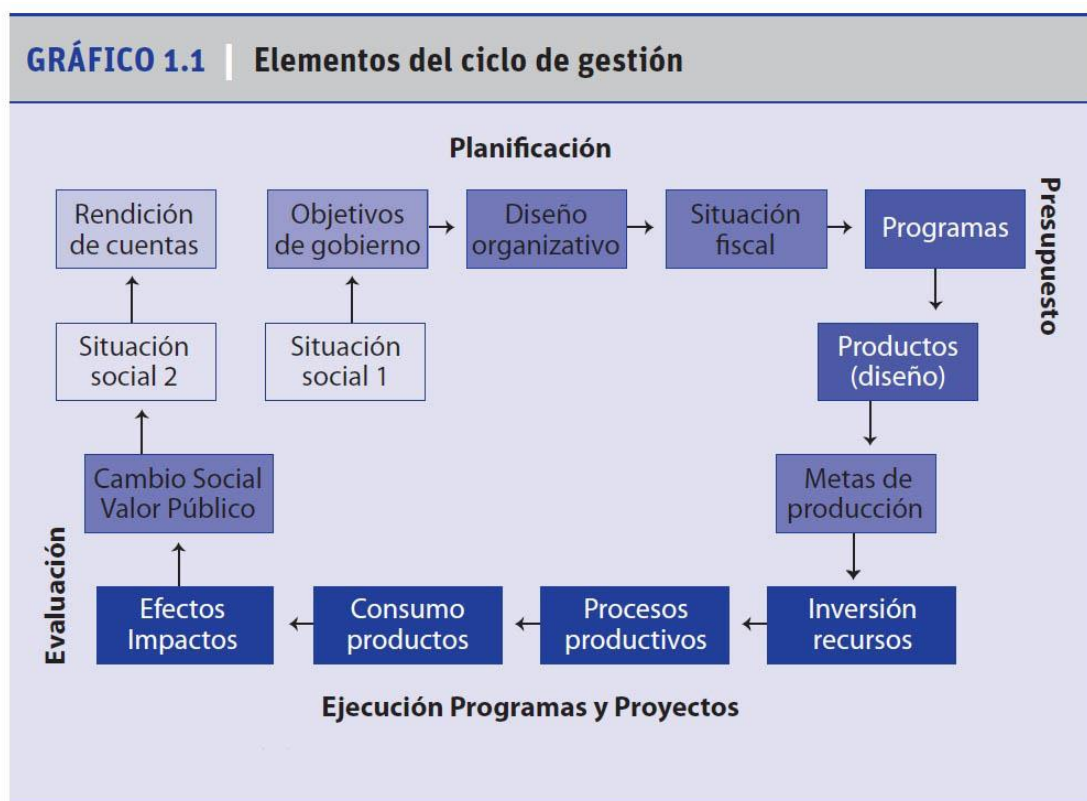 GRÁFICO 1.1 | Elementos del ciclo de gestión
Planificación
Presupuesto
Rendición
de cuentas
Objetivos
de gobierno
Diseño
organizativo
Situación
fiscal
Programas
Situación
social 2
Situación
social 1
Productos
(diseño)
Cambio Social
Valor Público
Metas de
producción
Evaluación
Efectos
Impactos
Consumo
productos
Procesos
productivos
Inversión
recursos
Ejecución Programas y Proyectos